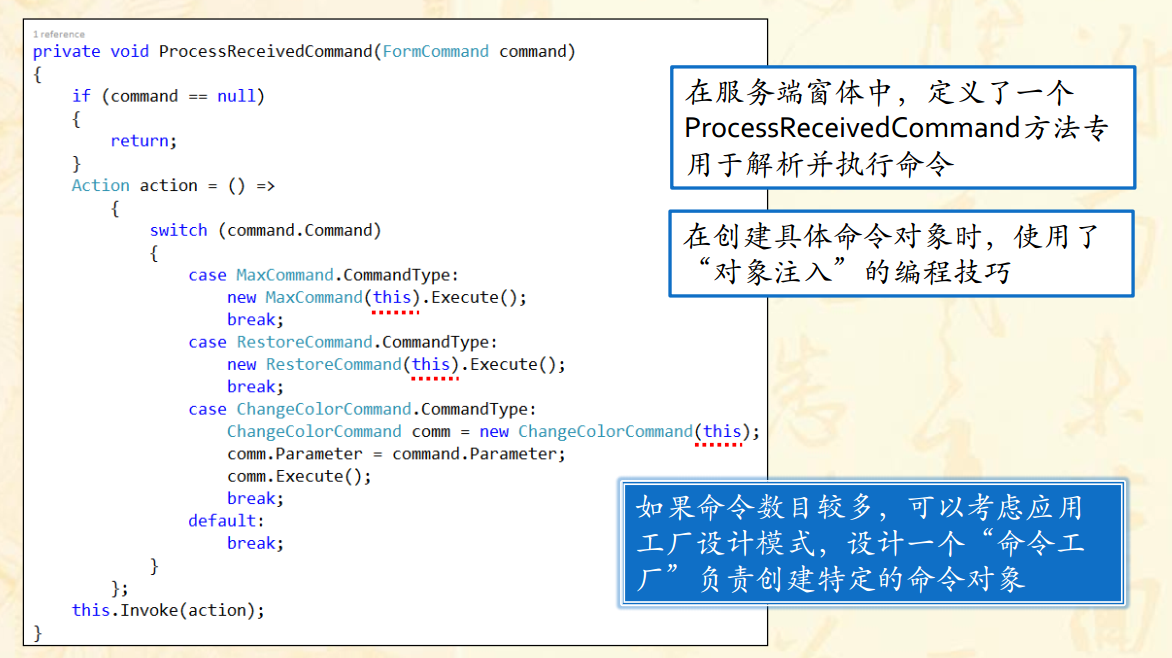 1 reference
private void ProcessReceivedCommand(FormCommand command)
{
if (command == null)
{
return;
}
Action action = () =>
{
switch (command.Command)
{
case MaxCommand.CommandType:
new MaxCommand(this).Execute();
break;
case RestoreCommand.CommandType:
new RestoreCommand(this).Execute();
break;
case ChangeColorCommand.CommandType:
ChangeColorCommand comm = new ChangeColorCommand(this);
comm.Parameter = command.Parameter;
comm.Execute();
break;
default:
break;
}
};
this.Invoke(action);
}
在服务端窗体中，定义了一个
ProcessReceivedCommand方法专
用于解析并执行命令
在创建具体命令对象时，使用了
“对象注入”的编程技巧
如果命令数目较多，可以考虑应用
工厂设计模式，设计一个“命令工
厂”负责创建特定的命令对象